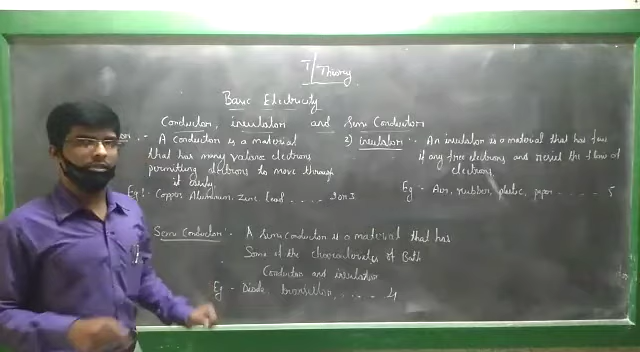 T/Theory
Basic Electricity
Conductor, insulator and Semi Conductors
:- A conductor is a material
that has many valance electrons
permitting electrons to move through
it easily.
Eg:- Copper, Aluminium, zinc, lead .... 2 or 3
2) insulator :- An insulator is a material that has few
if any free electrons and resist the flow of
electrons
Eg :- Air, rubber, plastic, paper ..... 5
Semi Conductor :- A Semi conductor is a material that has
Some of the characteristics of Both
Conductor and insulator
Eg - Diode, transistor, .... 4